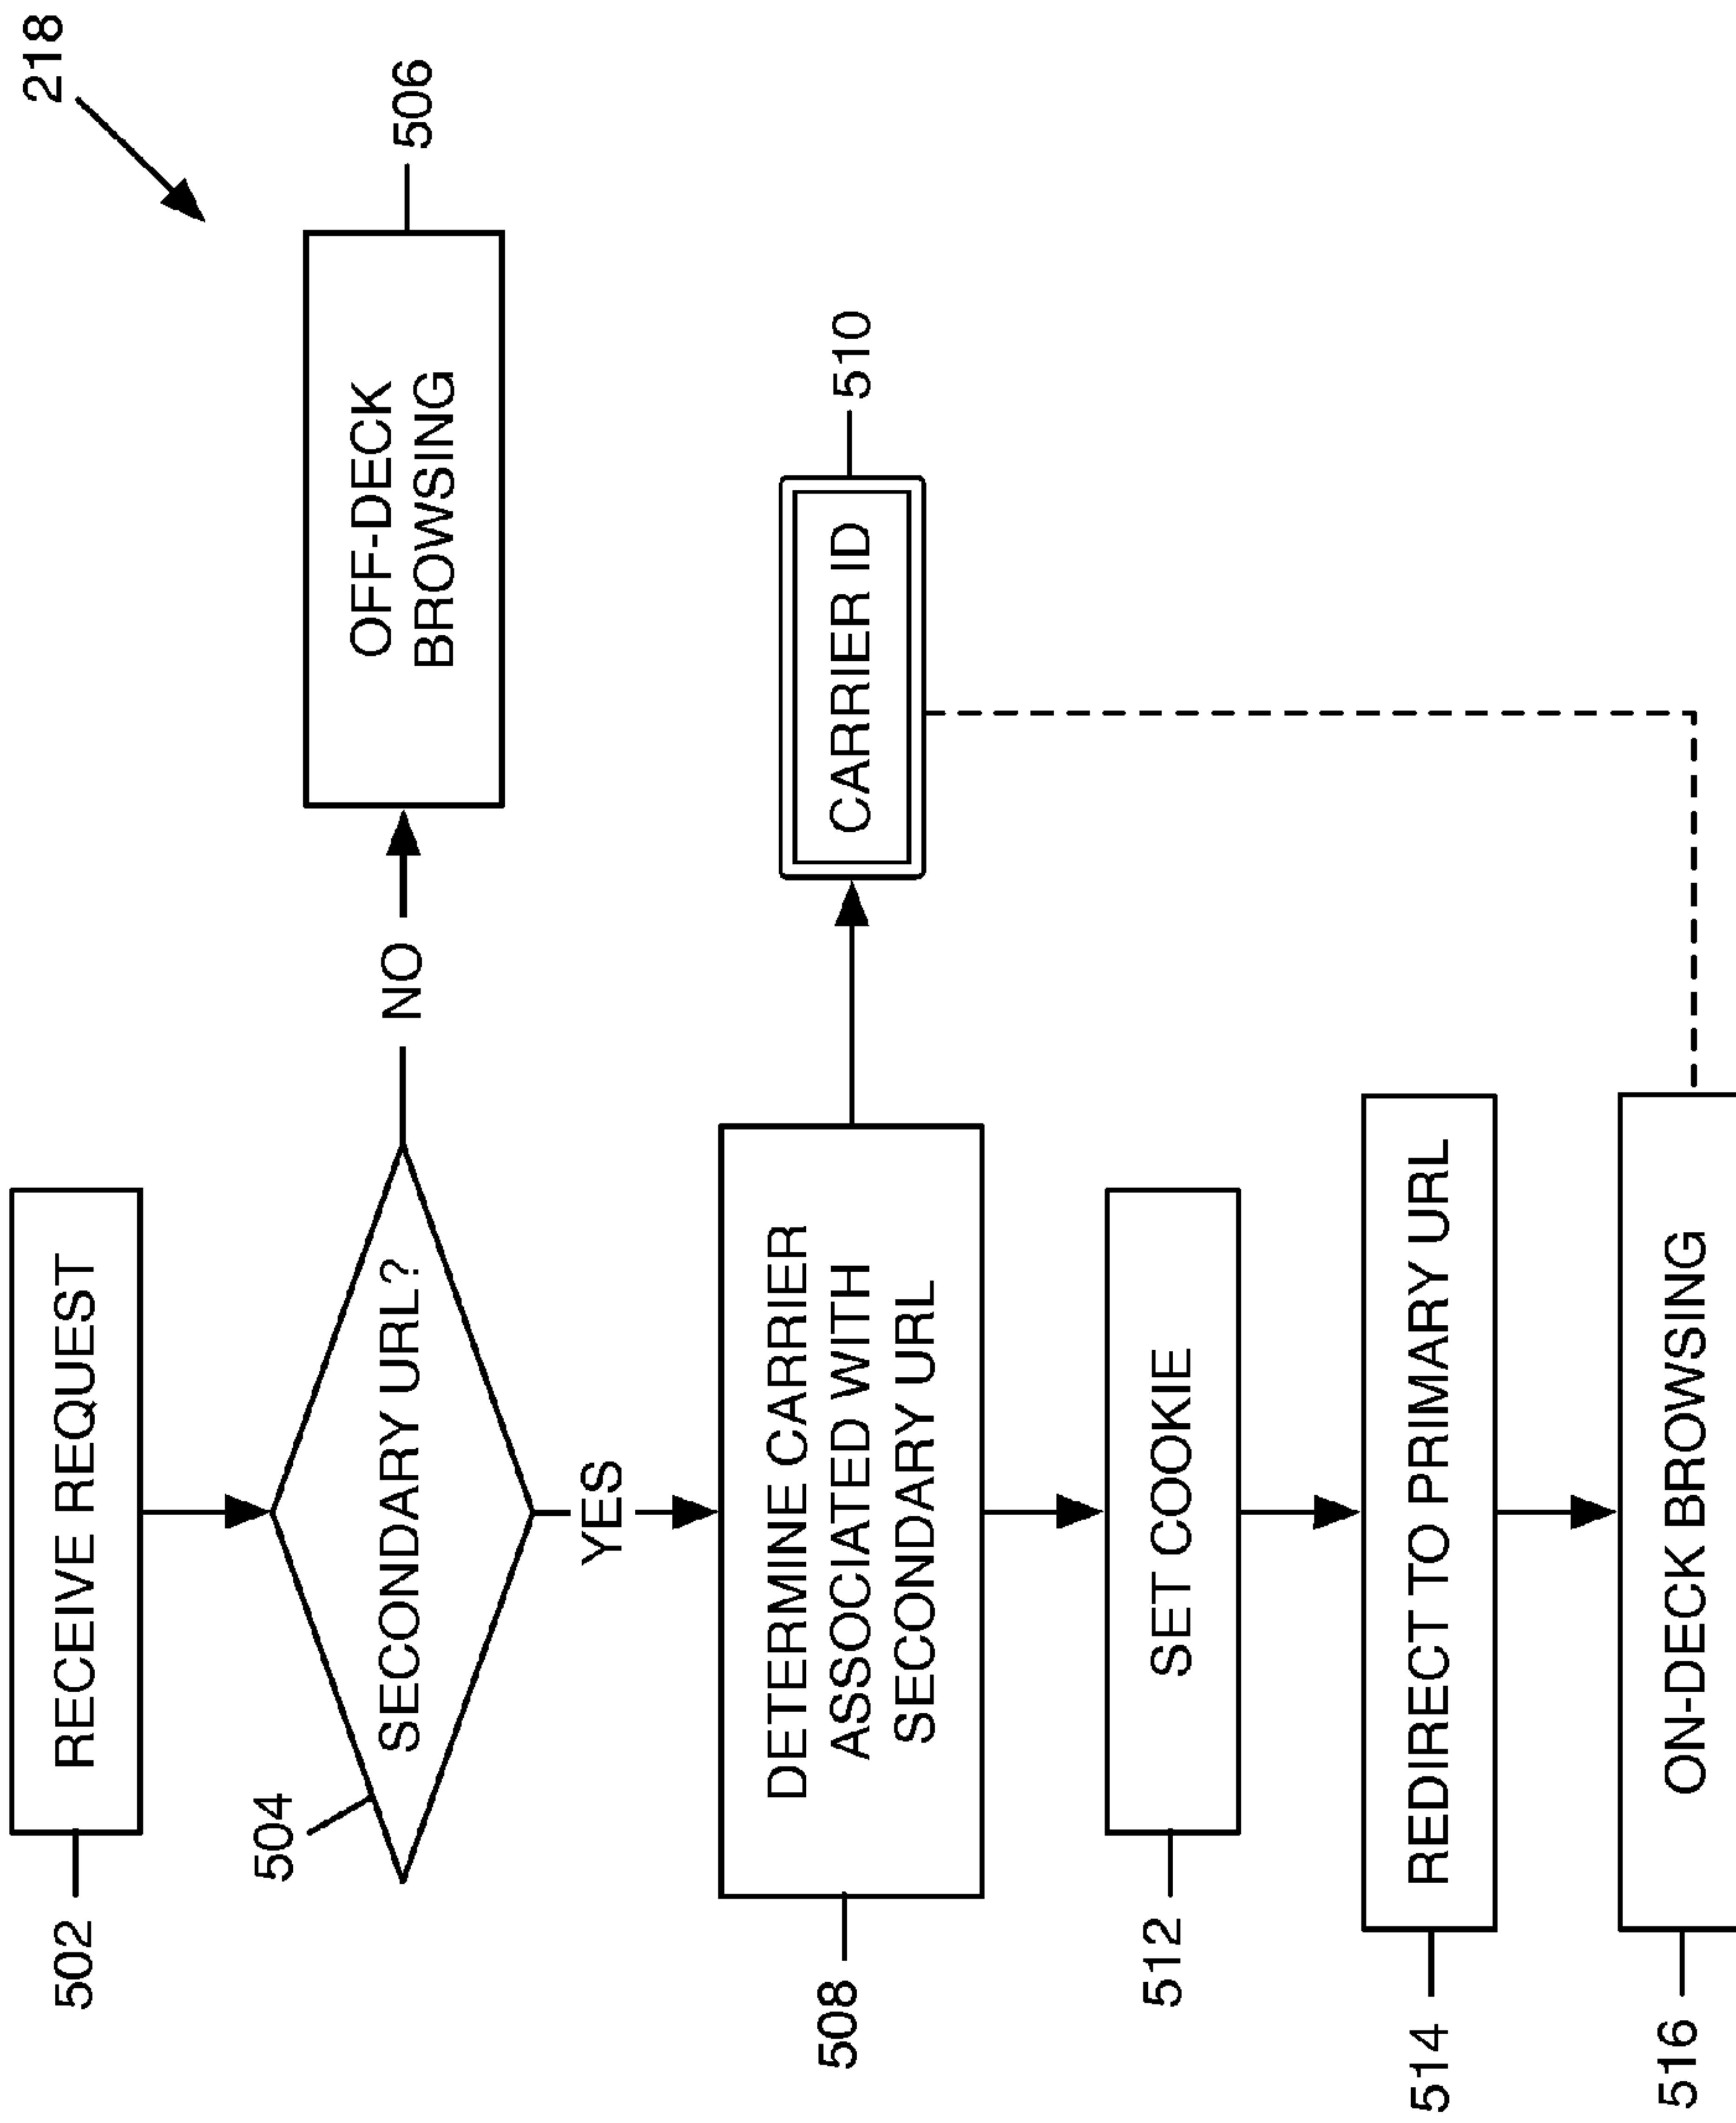 218
502
RECEIVE REQUEST
504
SECONDARY URL?
NO
OFF-DECK
BROWSING
506
YES
508
DETERMINE CARRIER
ASSOCIATED WITH
SECONDARY URL
CARRIER ID
510
512
SET COOKIE
514
REDIRECT TO PRIMARY URL
516
ON-DECK BROWSING